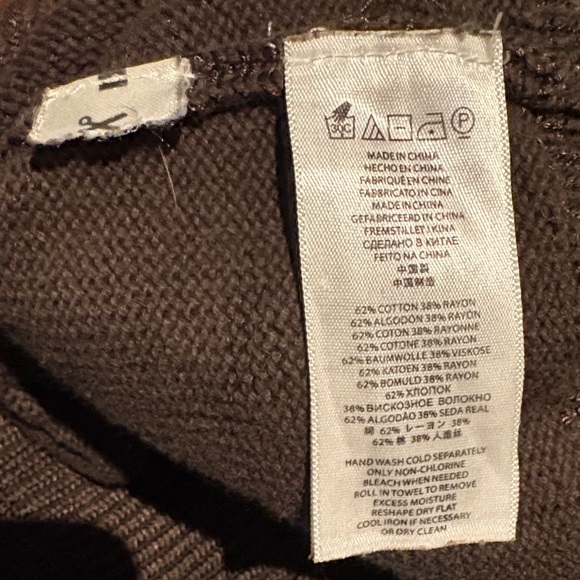 30C
P
MADE IN CHINA
HECHO EN CHINA
FABRIQUÉ EN CHINE
FABBRICATO IN CINA
MADE IN CHINA
GEFABRICEERD IN CHINA
FREMSTILLET I KINA
СДЕЛАНО В КИТАЕ
FEITO NA CHINA
中国製
中国制造
62% COTTON 38% RAYON
62% ALGODÓN 38% RAYÓN
62% COTON 38% RAYONNE
62% COTONE 38% RAYON
62% BAUMWOLLE 38% VISKOSE
62% KATOEN 38% RAYON
62% BOMULD 38% RAYON
62% ХЛОПОК
38% ВИСКОЗНОЕ ВОЛОКНО
62% ALGODÃO 38% SEDA REAL
綿 62% レーヨン 38%
62% 棉 38% 人造丝
HAND WASH COLD SEPARATELY
ONLY NON-CHLORINE
BLEACH WHEN NEEDED
ROLL IN TOWEL TO REMOVE
EXCESS MOISTURE
RESHAPE DRY FLAT
COOL IRON IF NECESSARY
OR DRY CLEAN